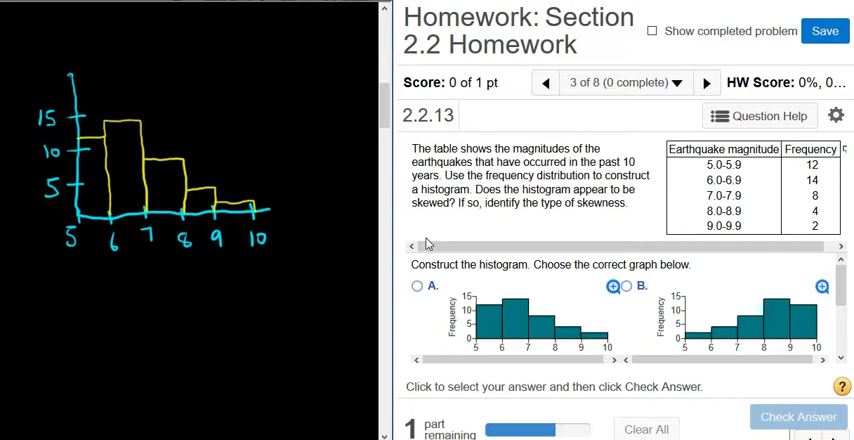 15
10
5
5 6 7 8 9 10
Homework: Section
2.2 Homework
Show completed problem
Save
Score: 0 of 1 pt
3 of 8 (0 complete)
HW Score: 0%, 0...
2.2.13
Question Help
The table shows the magnitudes of the
earthquakes that have occurred in the past 10
years. Use the frequency distribution to construct
a histogram. Does the histogram appear to be
skewed? If so, identify the type of skewness.
Earthquake magnitude Frequency
5.0-5.9 12
6.0-6.9 14
7.0-7.9 8
8.0-8.9 4
9.0-9.9 2
Construct the histogram. Choose the correct graph below.
A.
Frequency
15
10
5
0
5 6 7 8 9 10
B.
Frequency
15
10
5
0
5 6 7 8 9 10
Click to select your answer and then click Check Answer.
?
Check Answer
1 part
remaining
Clear All